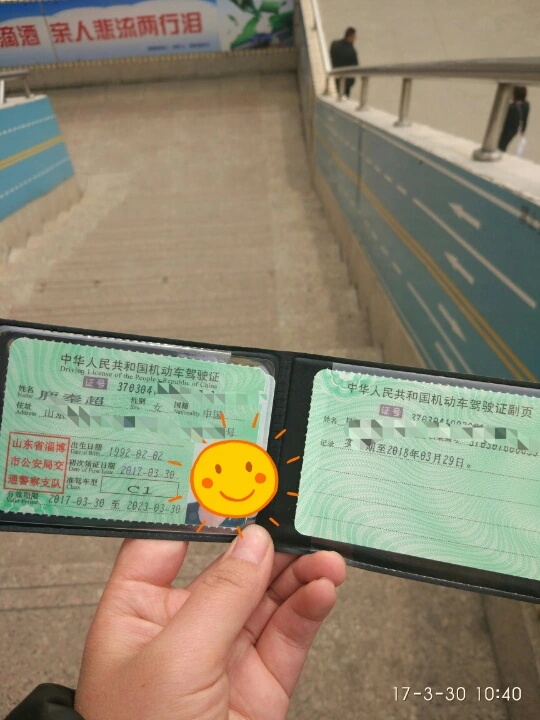 滴酒 亲人悲流两行泪
中华人民共和国机动车驾驶证
Driving License of the People's Republic of China
证号 370304
姓名
Name
性别 女 国籍
Nationality 中国
住址
Address 山东
号
出生日期
Date of Birth 1992-02-02
初次领证日期
Date of First Issue 2017-03-30
准驾车型
Class C1
山东省淄博
市公安局交
通警察支队
有效期限
Valid Period 2017-03-30 至 2023-03-30
中华人民共和国机动车驾驶证副页
证号
记录 实
期至2018年03月29日。
17-3-30 10:40